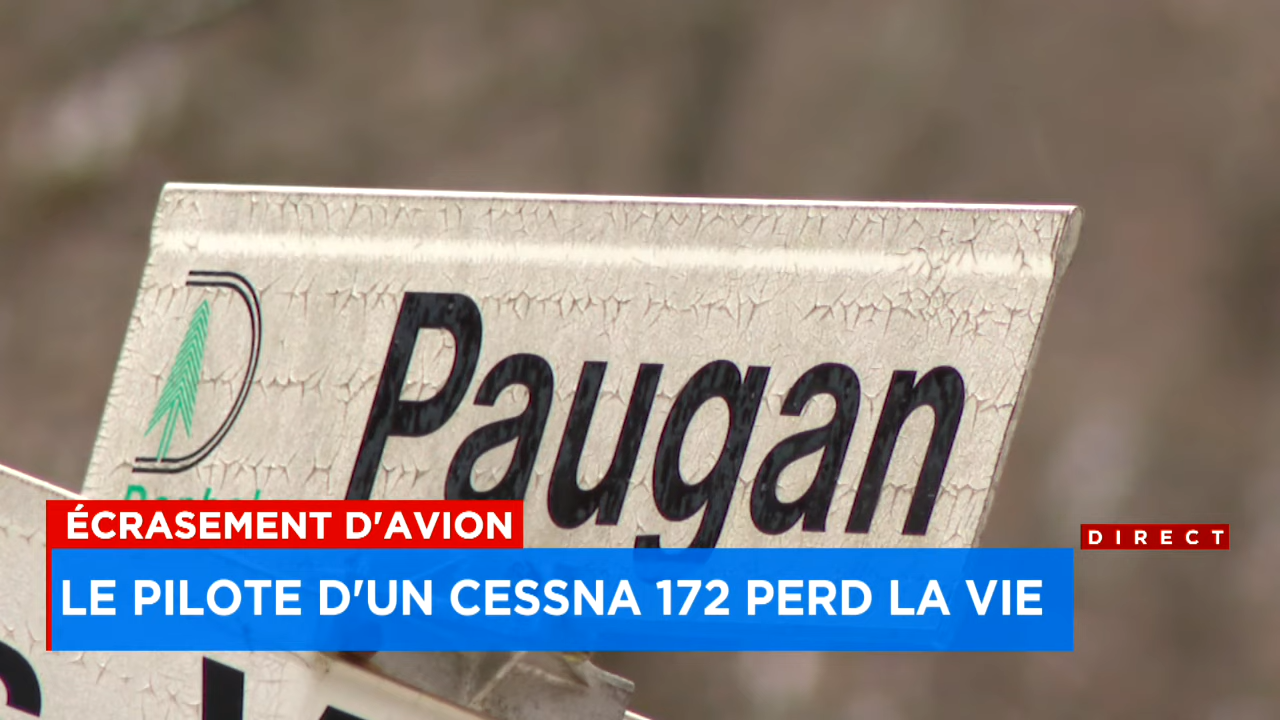 Paugan
ÉCRASEMENT D'AVION
DIRECT
LE PILOTE D'UN CESSNA 172 PERD LA VIE